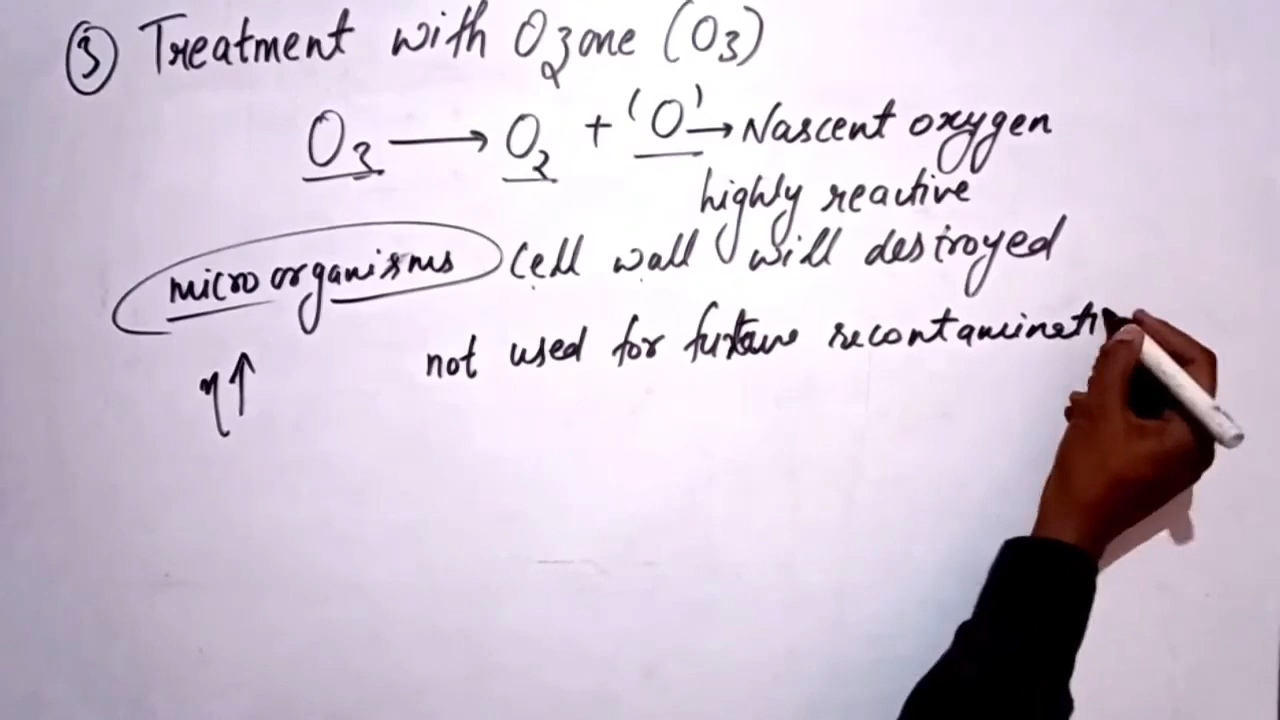 ③ Treatment with Ozone (O₃)
O₃ → O₂ + 'O' → Nascent oxygen
highly reactive
microorganisms cell wall will destroyed
not used for future recontaminati
η↑